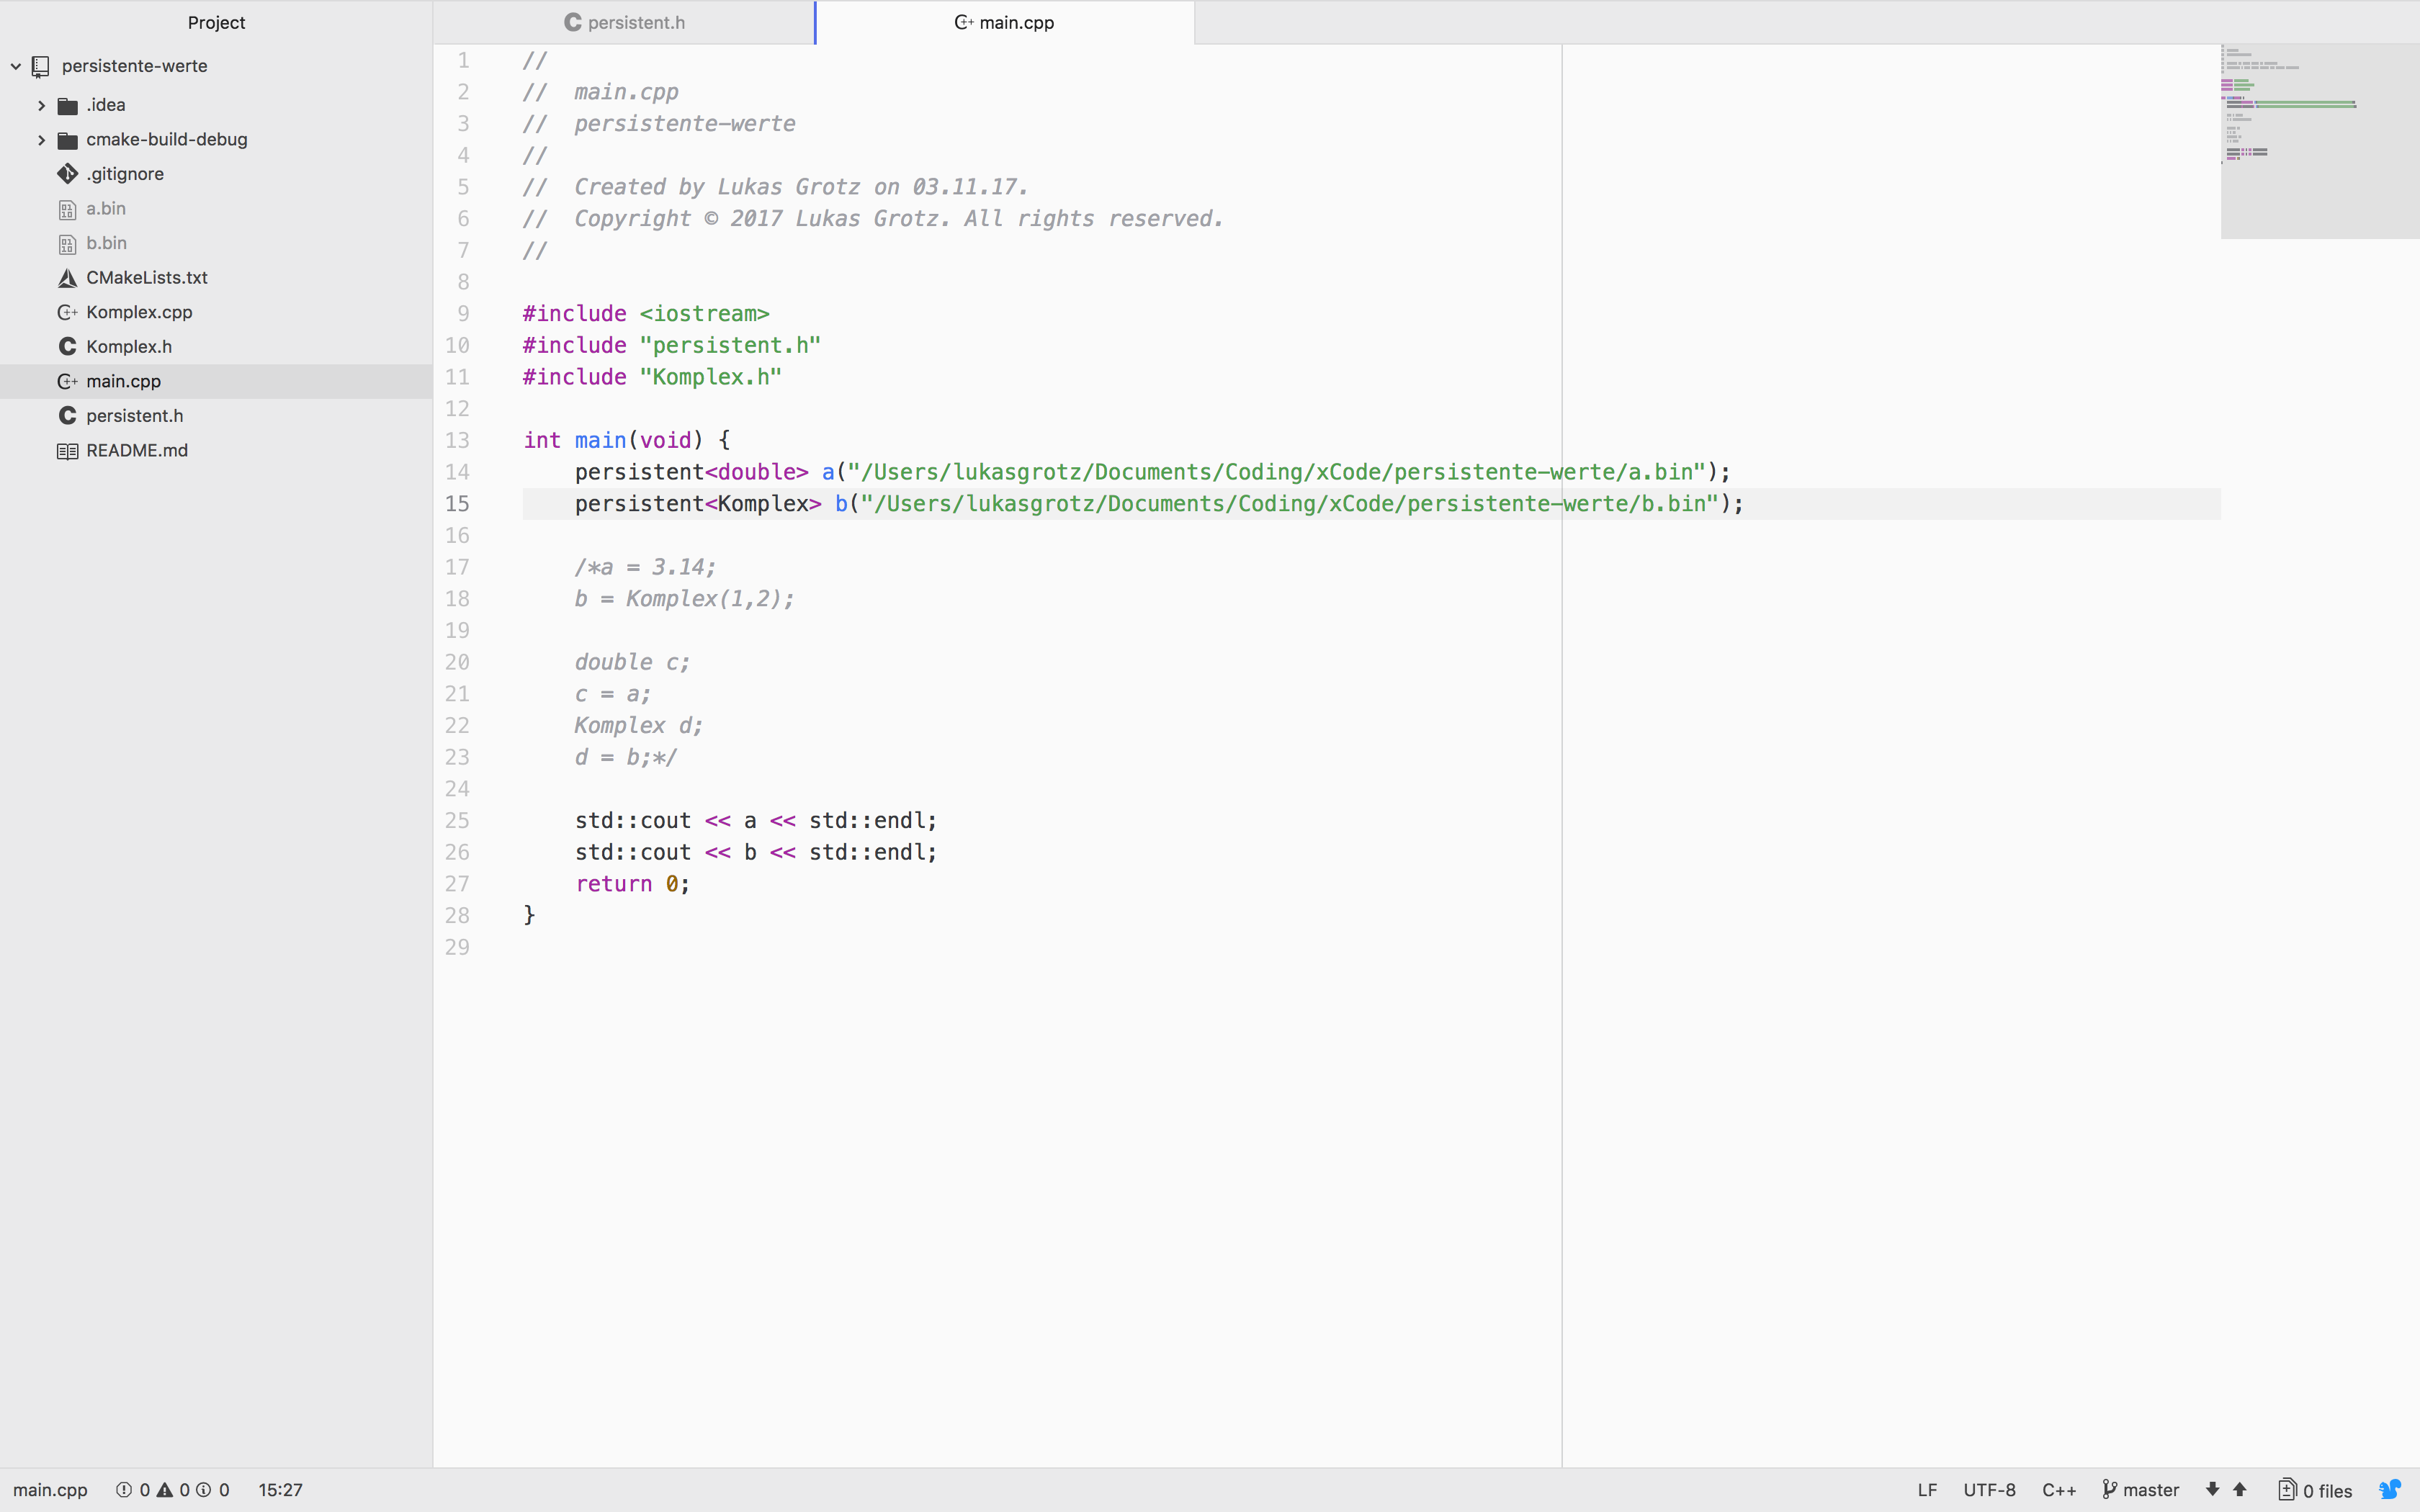 Project
persistente-werte
.idea
cmake-build-debug
.gitignore
a.bin
b.bin
CMakeLists.txt
Komplex.cpp
Komplex.h
main.cpp
persistent.h
README.md
persistent.h
main.cpp
1 //
2 //  main.cpp
3 //  persistente-werte
4 //
5 //  Created by Lukas Grotz on 03.11.17.
6 //  Copyright © 2017 Lukas Grotz. All rights reserved.
7 //
8
9 #include <iostream>
10 #include "persistent.h"
11 #include "Komplex.h"
12
13 int main(void) {
14     persistent<double> a("/Users/lukasgrotz/Documents/Coding/xCode/persistente-werte/a.bin");
15     persistent<Komplex> b("/Users/lukasgrotz/Documents/Coding/xCode/persistente-werte/b.bin");
16
17     /*a = 3.14;
18     b = Komplex(1,2);
19
20     double c;
21     c = a;
22     Komplex d;
23     d = b;*/
24
25     std::cout << a << std::endl;
26     std::cout << b << std::endl;
27     return 0;
28 }
29
main.cpp 0 0 0 15:27 LF UTF-8 C++ master 0 files